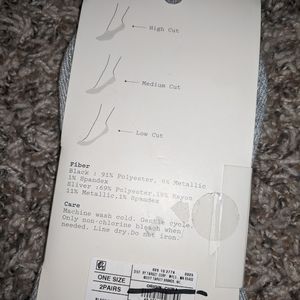 High Cut
Medium Cut
Low Cut
Fiber
Black : 91% Polyester, 8% Metallic
1% Spandex
Sliver :69% Polyester,19% Rayon
11% Metallic,1% Spandex
Care
Machine wash cold. Gentle cycle.
Only non-chlorine bleach when
needed. Line dry.Do not iron.
ONE SIZE
2PAIRS